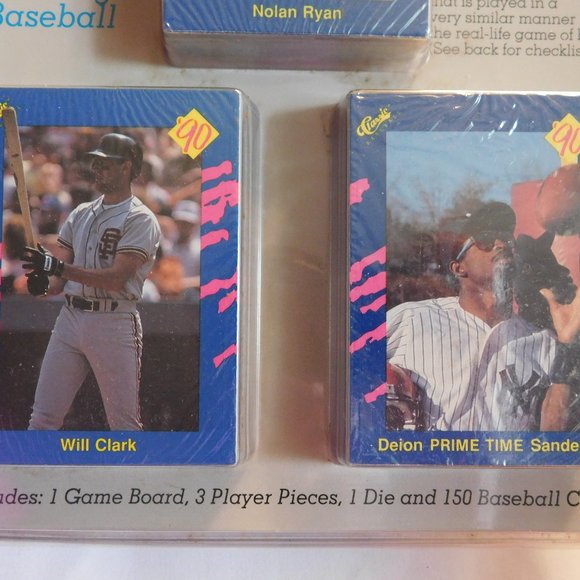 Baseball
Nolan Ryan
that is played in a
very similar manner
the real-life game of b
(See back for checklis
90
Will Clark
Classic
90
Deion PRIME TIME Sande
udes: 1 Game Board, 3 Player Pieces, 1 Die and 150 Baseball C